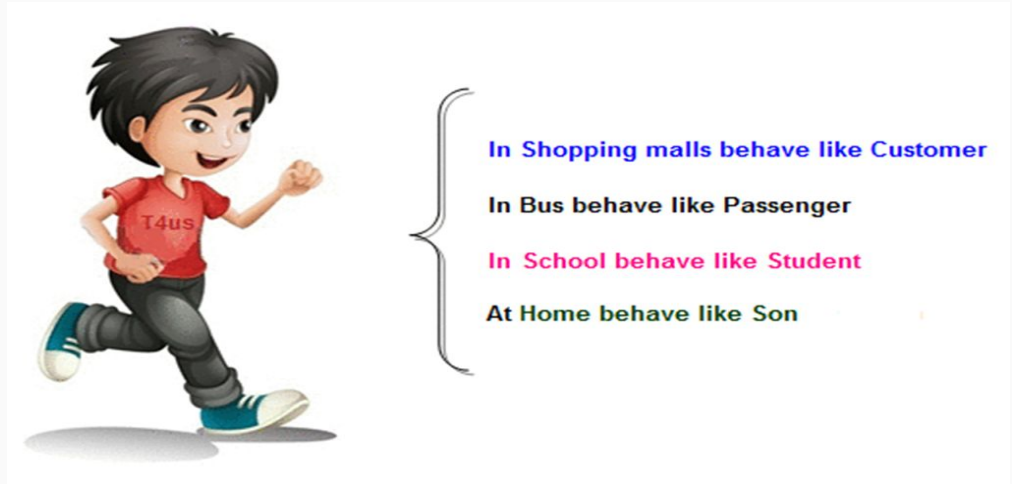 T4us
In Shopping malls behave like Customer
In Bus behave like Passenger
In School behave like Student
At Home behave like Son